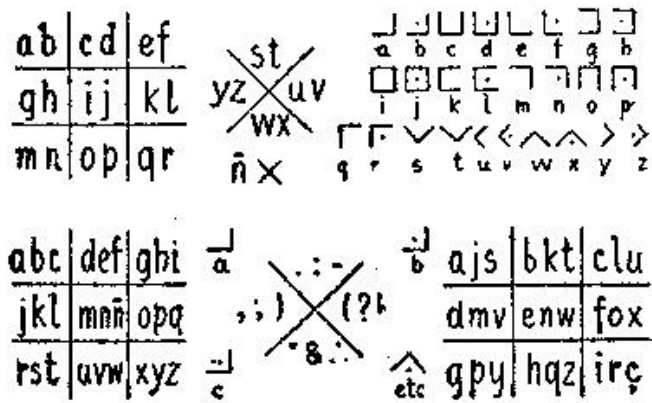 ab cd ef
gh ij kl
mn op qr
st
yz uv
wx
ñ
a b c d e f g h
i j k l m n o p
q r s t u v w x y z
abc def ghi
jkl mnñ opq
rst uvw xyz
a
. : -
, ; )
c
b
etc
ajs bkt clu
dmv enw fox
gpy hqz irç